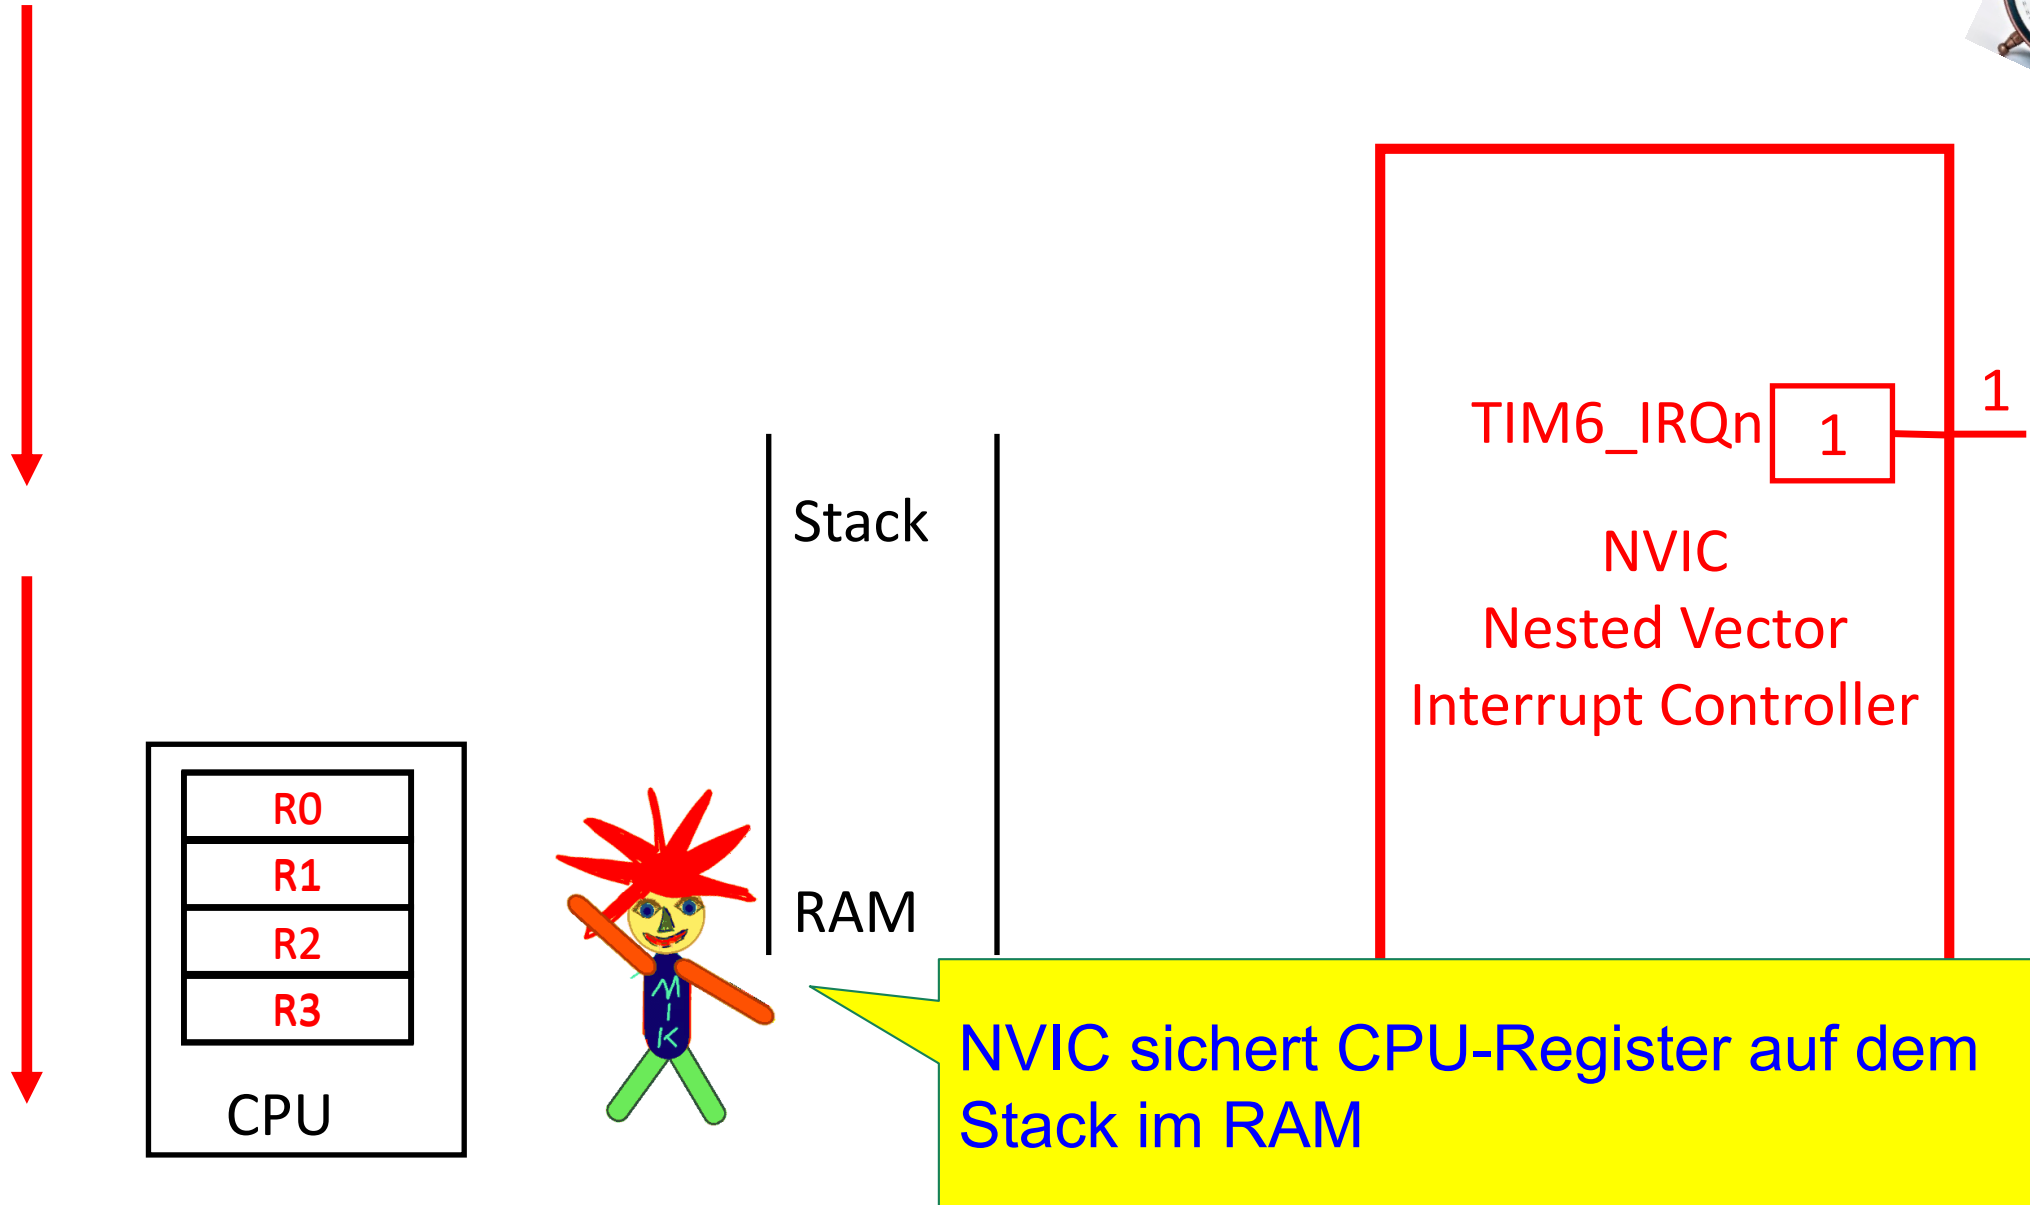 1
TIM6_IRQn
1
Stack
NVIC
Nested Vector
Interrupt Controller
R0
R1
R2
R3
CPU
RAM
MIK
NVIC sichert CPU-Register auf dem
Stack im RAM